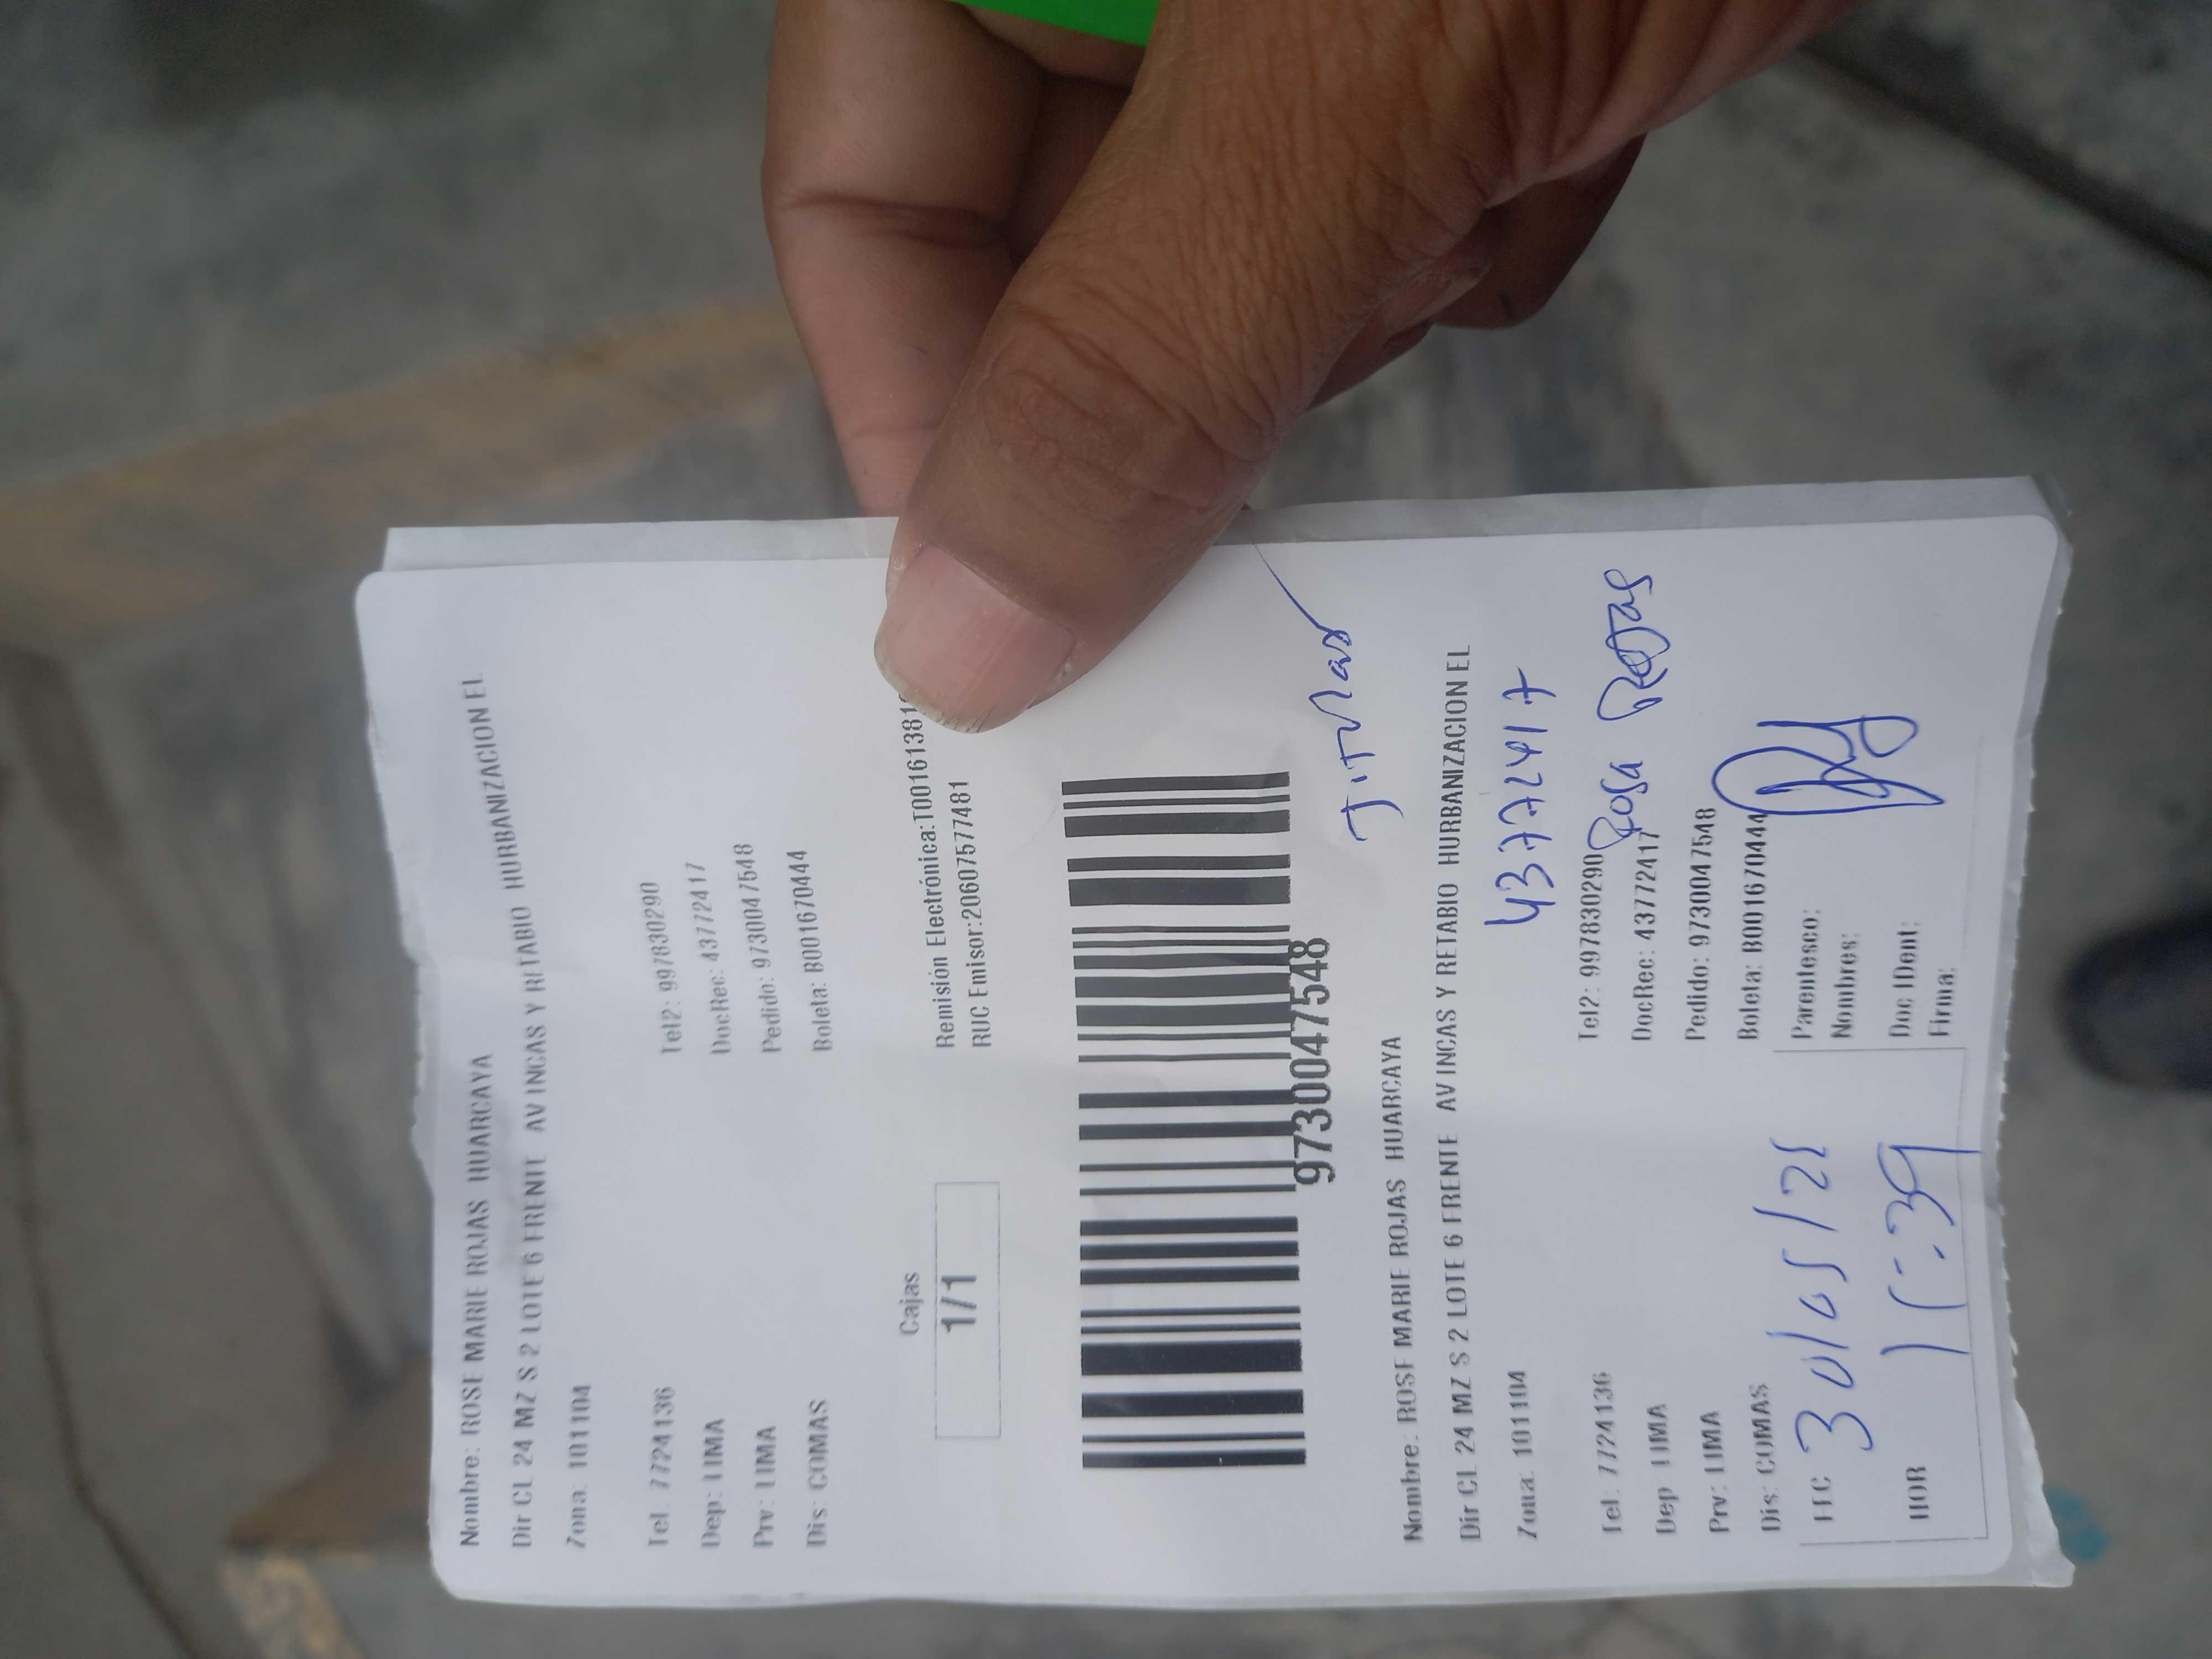 Nombre: ROSE MARIE ROJAS HUARCAYA
Dir CL 24 MZ S 2 LOTE 6 FRENTE AV INCAS Y RETABIO HURBANIZACION EL
Zona: 101104
Tel. 7724136 Tel2: 997830290
Dep: LIMA DocRec: 43772417
Prv: LIMA Pedido: 9730047548
Dis: COMAS Boleta: B001670444
Cajas
1/1
Remisión Electrónica:T00161381
RUC Emisor:20607577481
9730047548
Titular
Nombre: ROSE MARIE ROJAS HUARCAYA
Dir CL 24 MZ S 2 LOTE 6 FRENTE AV INCAS Y RETABIO HURBANIZACION EL
Zona: 101104
43772417
Tel: 7724136 Tel2: 997830290
Rosa Rojas
Dep LIMA DocRec: 43772417
Prv: LIMA Pedido: 9730047548
Dis: COMAS Boleta: B001670444
FEC 30/05/25 Parentesco:
Nombres:
HOR Doc IDent:
Firma: